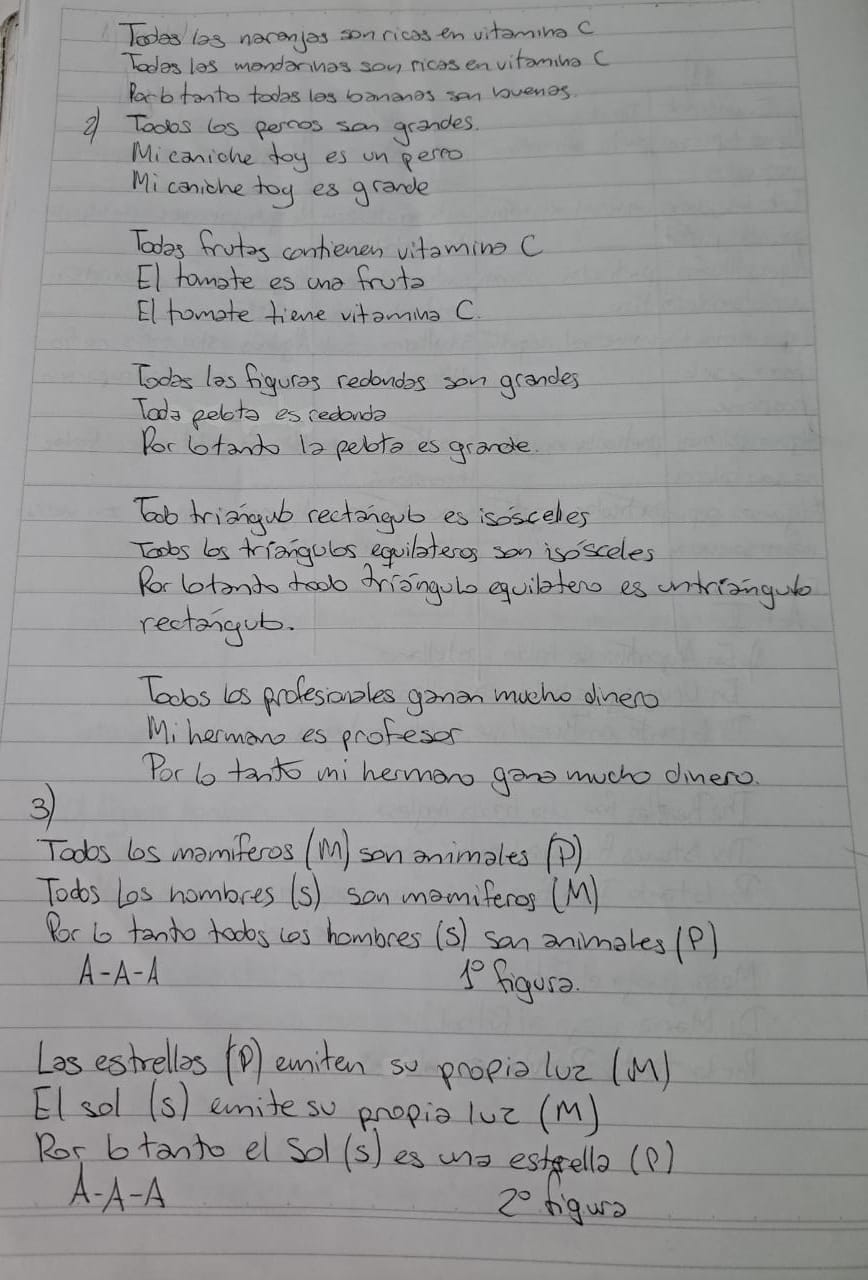 Todas las naranjas son ricas en vitamina C
Todas las mandarinas son ricas en vitamina C
Por lo tanto todas las bananas son buenas.
2) Todos los perros son grandes.
Mi caniche toy es un perro
Mi caniche toy es grande
Todas frutas contienen vitamina C
El tomate es una fruta
El tomate tiene vitamina C.
Todas las figuras redondas son grandes
Toda pelota es redonda
Por lo tanto la pelota es grande.
Todo triángulo rectángulo es isósceles
Todos los triángulos equiláteros son isósceles
Por lo tanto todo triángulo equilátero es un triángulo
rectángulo.
Todos los profesionales ganan mucho dinero
Mi hermano es profesor
Por lo tanto mi hermano gana mucho dinero.
3)
Todos los mamiferos (M) son animales (P)
Todos los hombres (S) son mamiferos (M)
Por lo tanto todos los hombres (S) son animales (P)
A-A-A 1º figura.
Las estrellas (P) emiten su propia luz (M)
El sol (S) emite su propia luz (M)
Por lo tanto el Sol (S) es una estrella (P)
A-A-A 2º figura